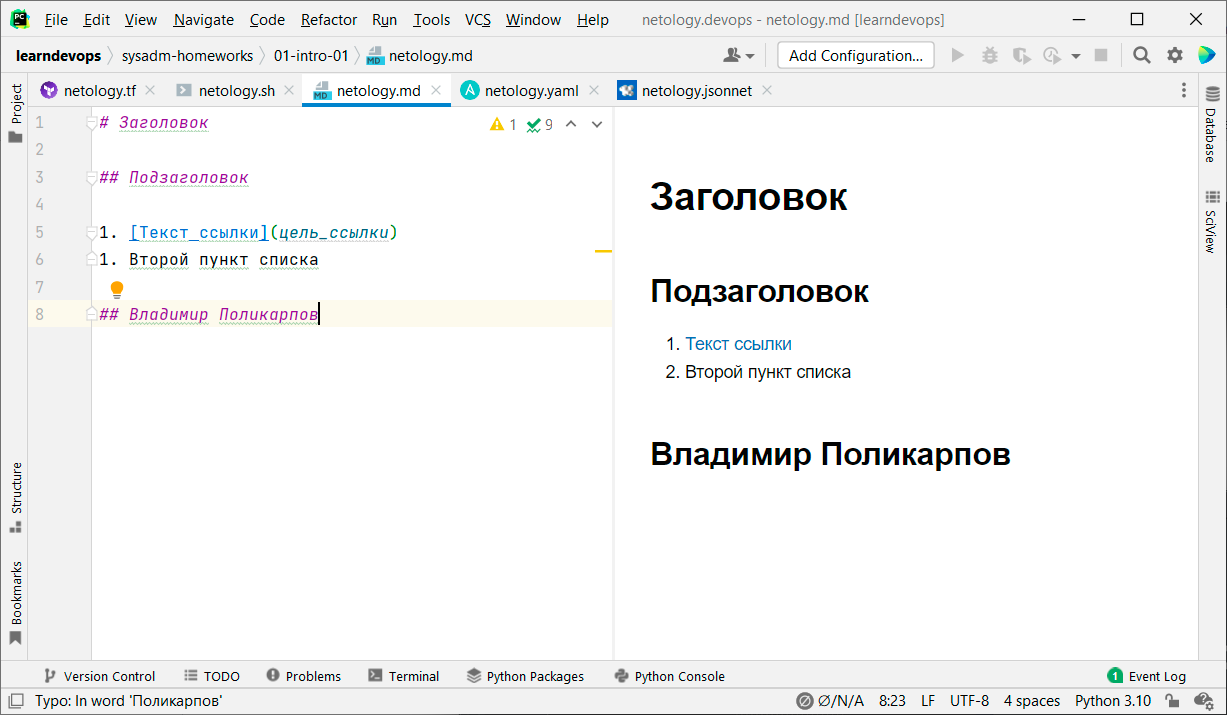 PC File Edit View Navigate Code Refactor Run Tools VCS Window Help netology.devops - netology.md [learndevops]
learndevops sysadm-homeworks 01-intro-01 MD netology.md Add Configuration...
netology.tf netology.sh MD netology.md A netology.yaml netology.jsonnet
Project
Structure
Bookmarks
1 # Заголовок
2
3 ## Подзаголовок
4
5 1. [Текст_ссылки](цель_ссылки)
6 1. Второй пункт списка
7
8 ## Владимир Поликарпов
1 9
Заголовок
Подзаголовок
1. Текст ссылки
2. Второй пункт списка
Владимир Поликарпов
Database
SciView
Version Control TODO Problems Terminal Python Packages Python Console 1 Event Log
Typo: In word 'Поликарпов' Ø/N/A 8:23 LF UTF-8 4 spaces Python 3.10